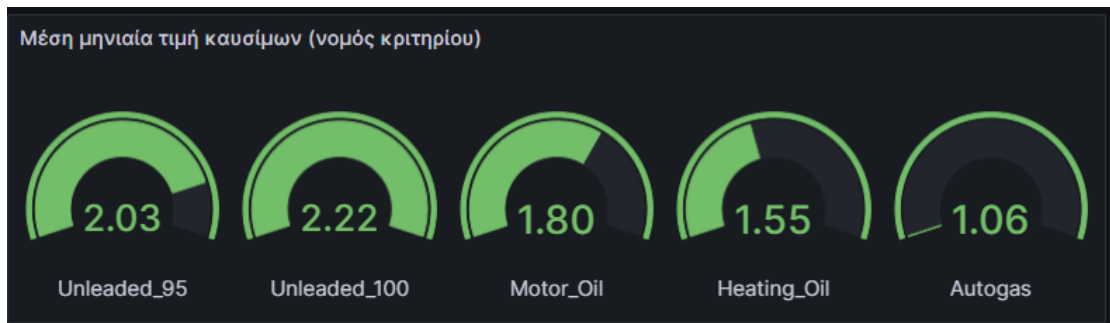 Μέση μηνιαία τιμή καυσίμων (νομός κριτηρίου)
2.03 2.22 1.80 1.55 1.06
Unleaded_95 Unleaded_100 Motor_Oil Heating_Oil Autogas